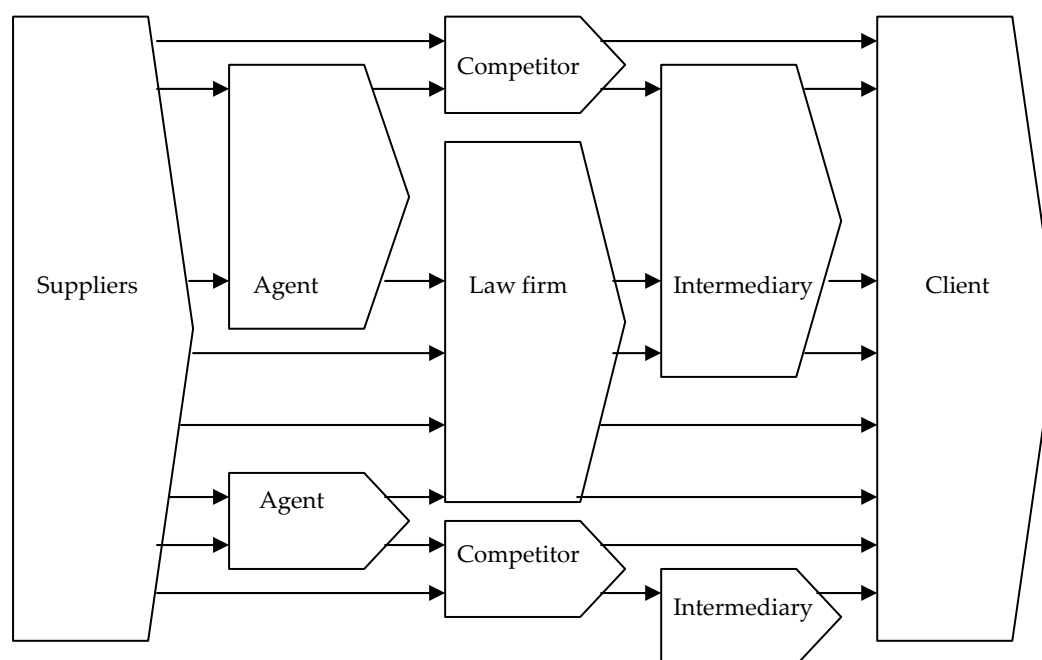 Competitor
Suppliers
Agent
Law firm
Intermediary
Client
Agent
Competitor
Intermediary